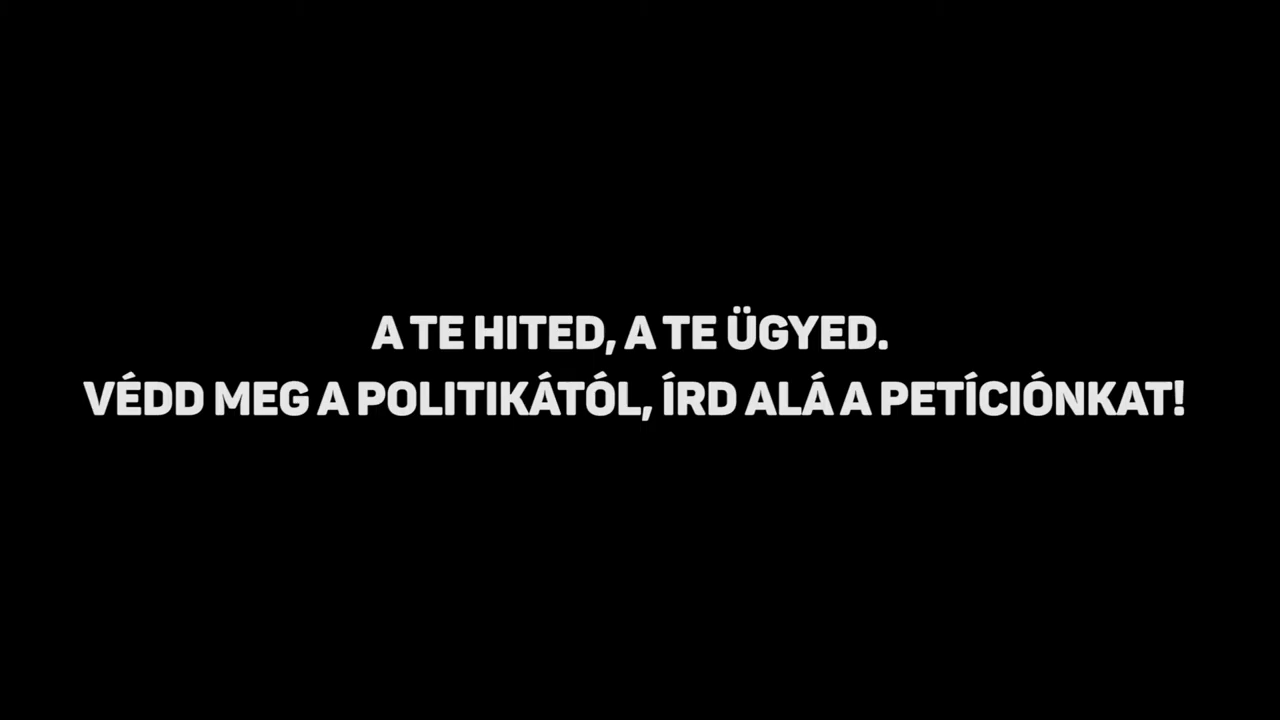 A TE HITED, A TE ÜGYED.
VÉDD MEG A POLITIKÁTÓL, ÍRD ALÁ A PETÍCIÓNKAT!